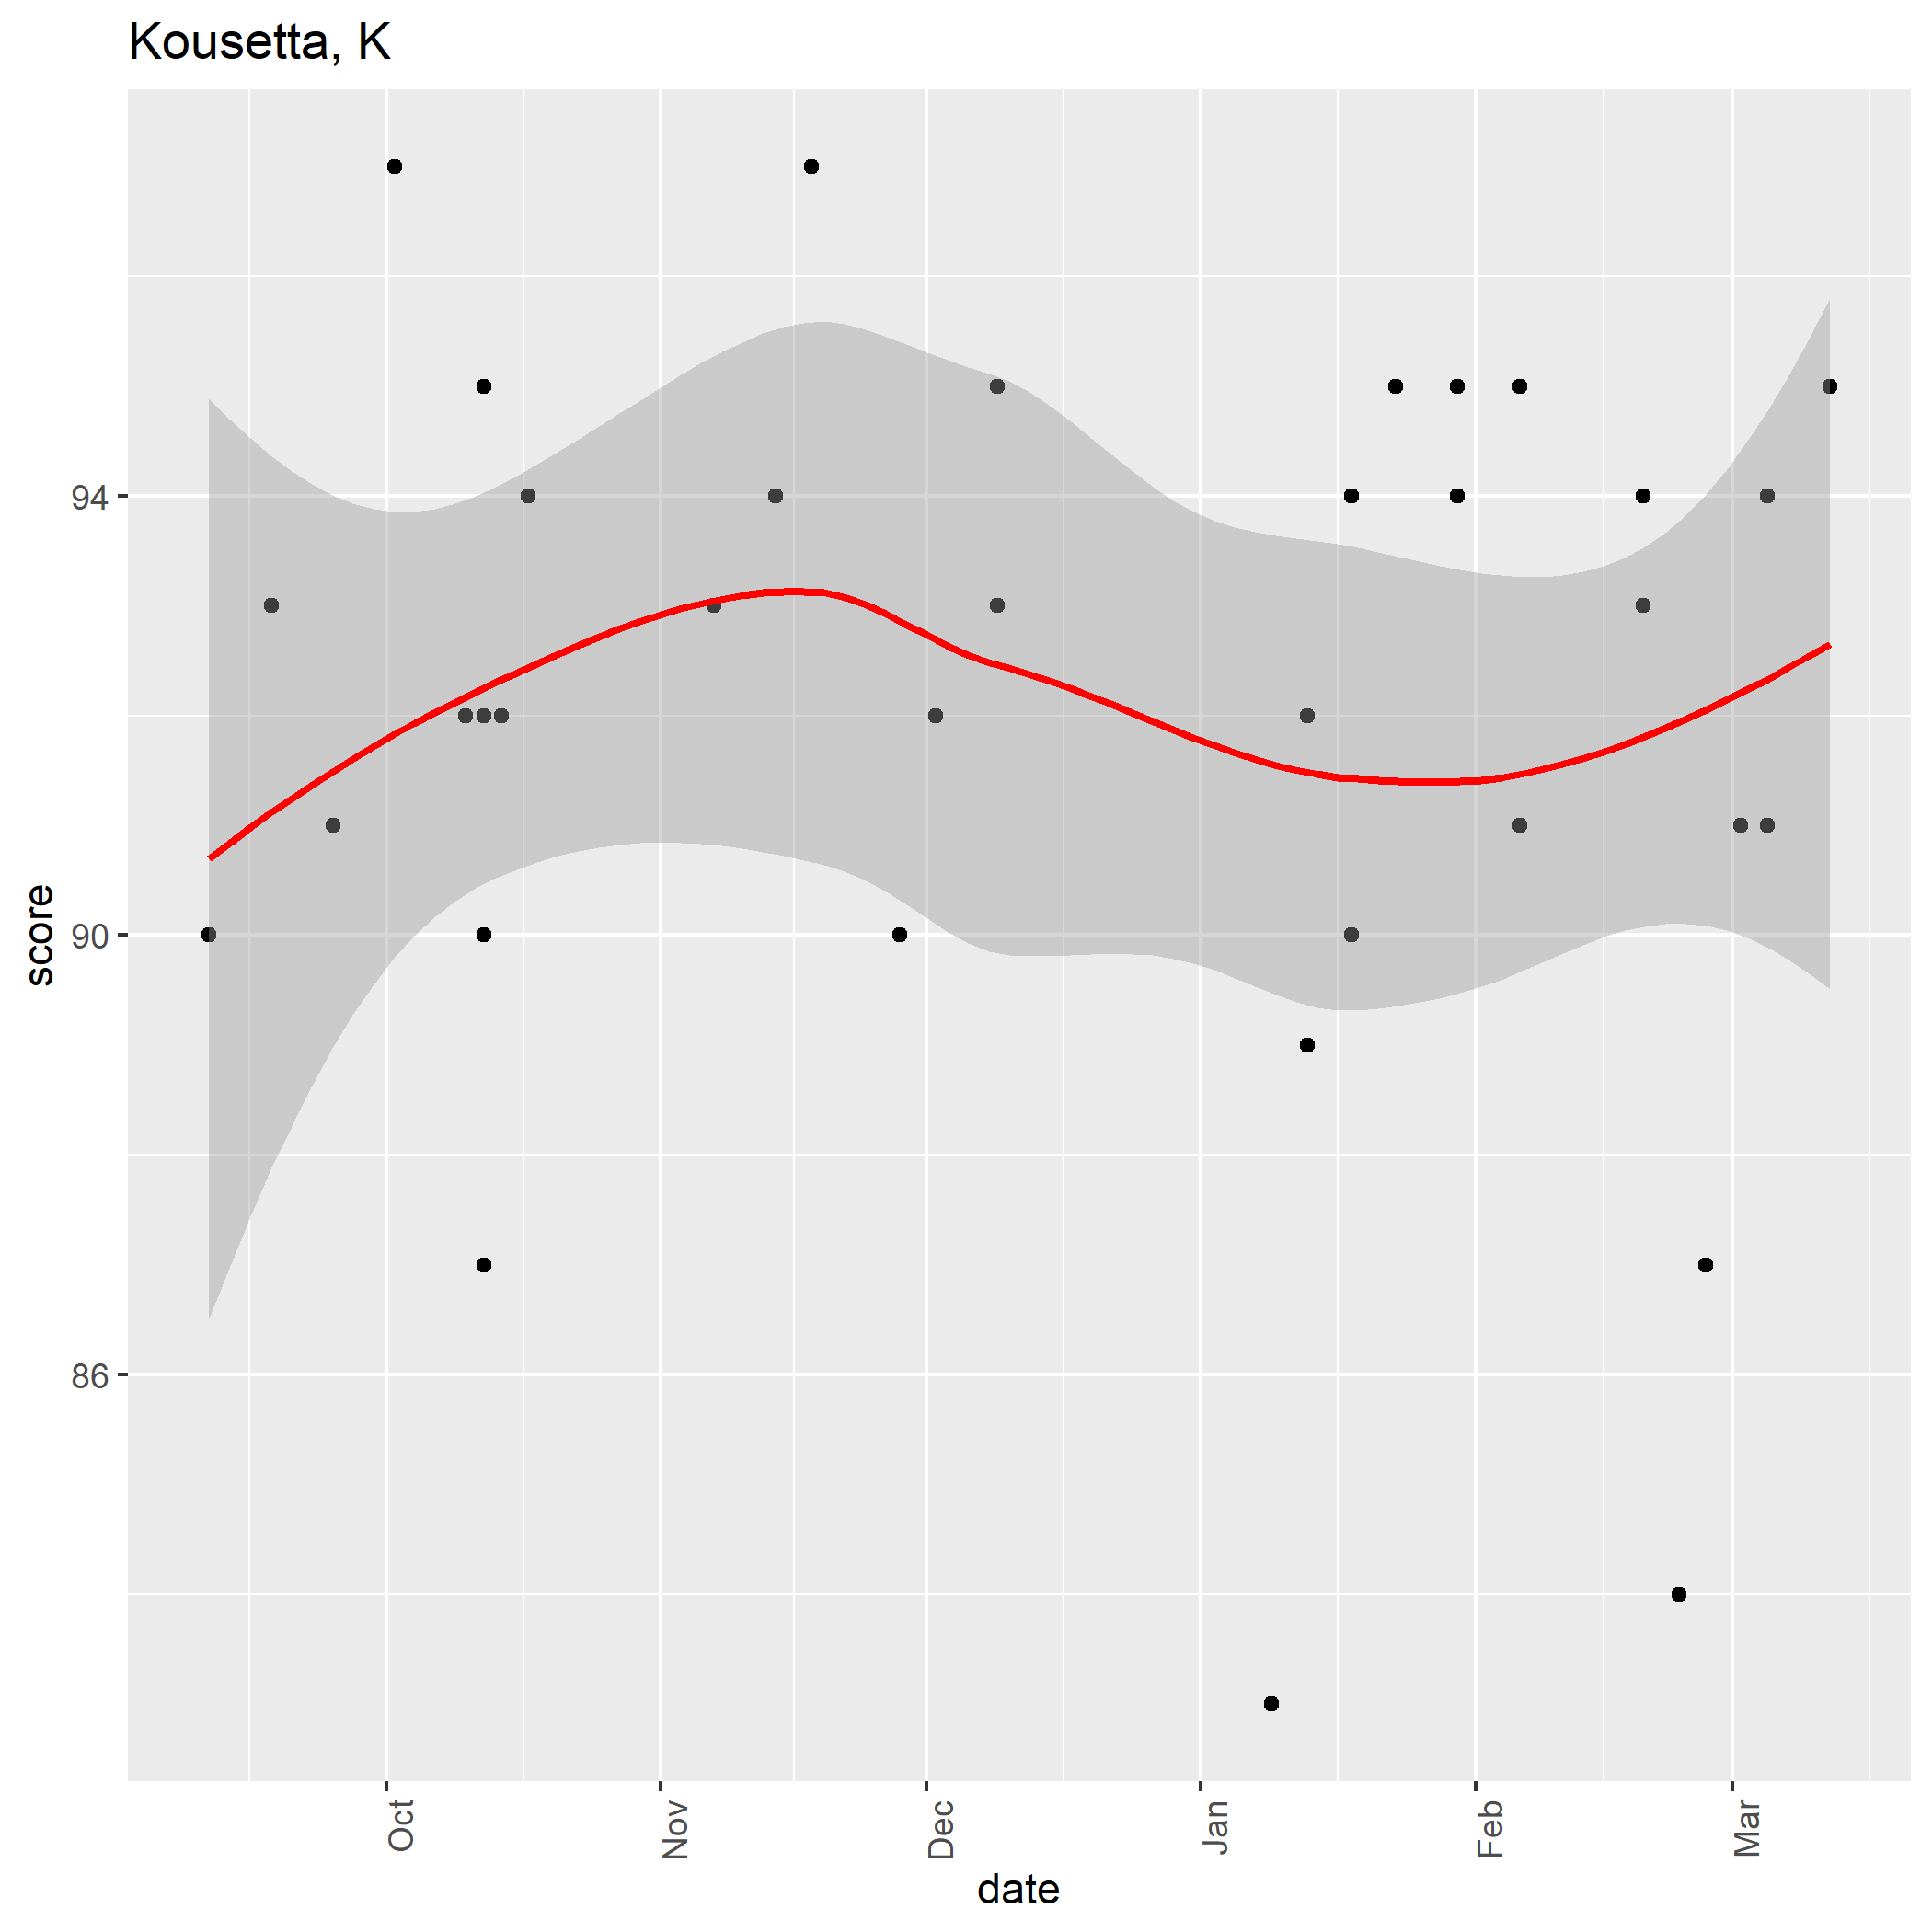 Kousetta, K
94
90
86
score
Oct
Nov
Dec
Jan
Feb
Mar
date